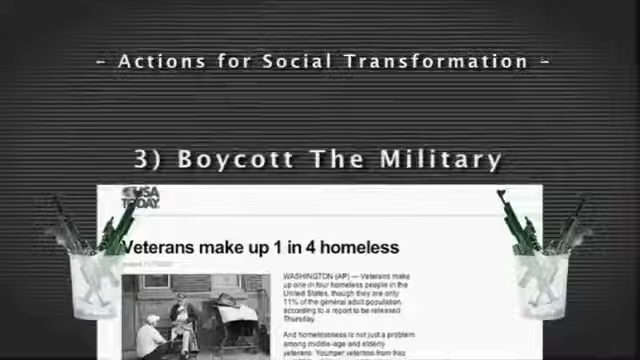 - Actions for Social Transformation -
3) Boycott The Military
USA
TODAY
Veterans make up 1 in 4 homeless
WASHINGTON (AP) — Veterans make
up one in four homeless people in the
United States, though they are only
11% of the general adult population,
according to a report to be released
Thursday.
And homelessness is not just a problem
among middle-age and elderly
veterans. Younger veterans from Iraq